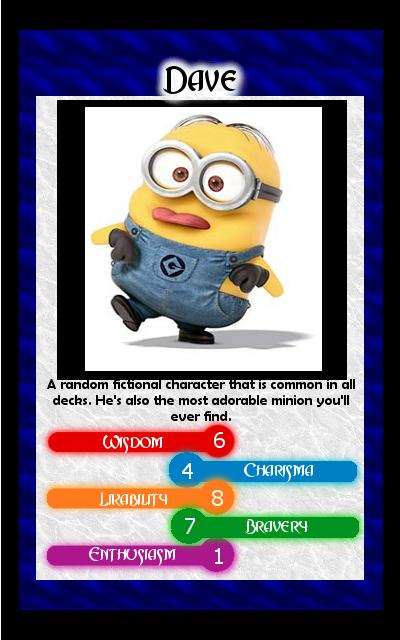 Dave
A random fictional character that is common in all
decks. He's also the most adorable minion you'll
ever find.
Wisdom 6
4 Charisma
Likability 8
7 Bravery
Enthusiasm 1